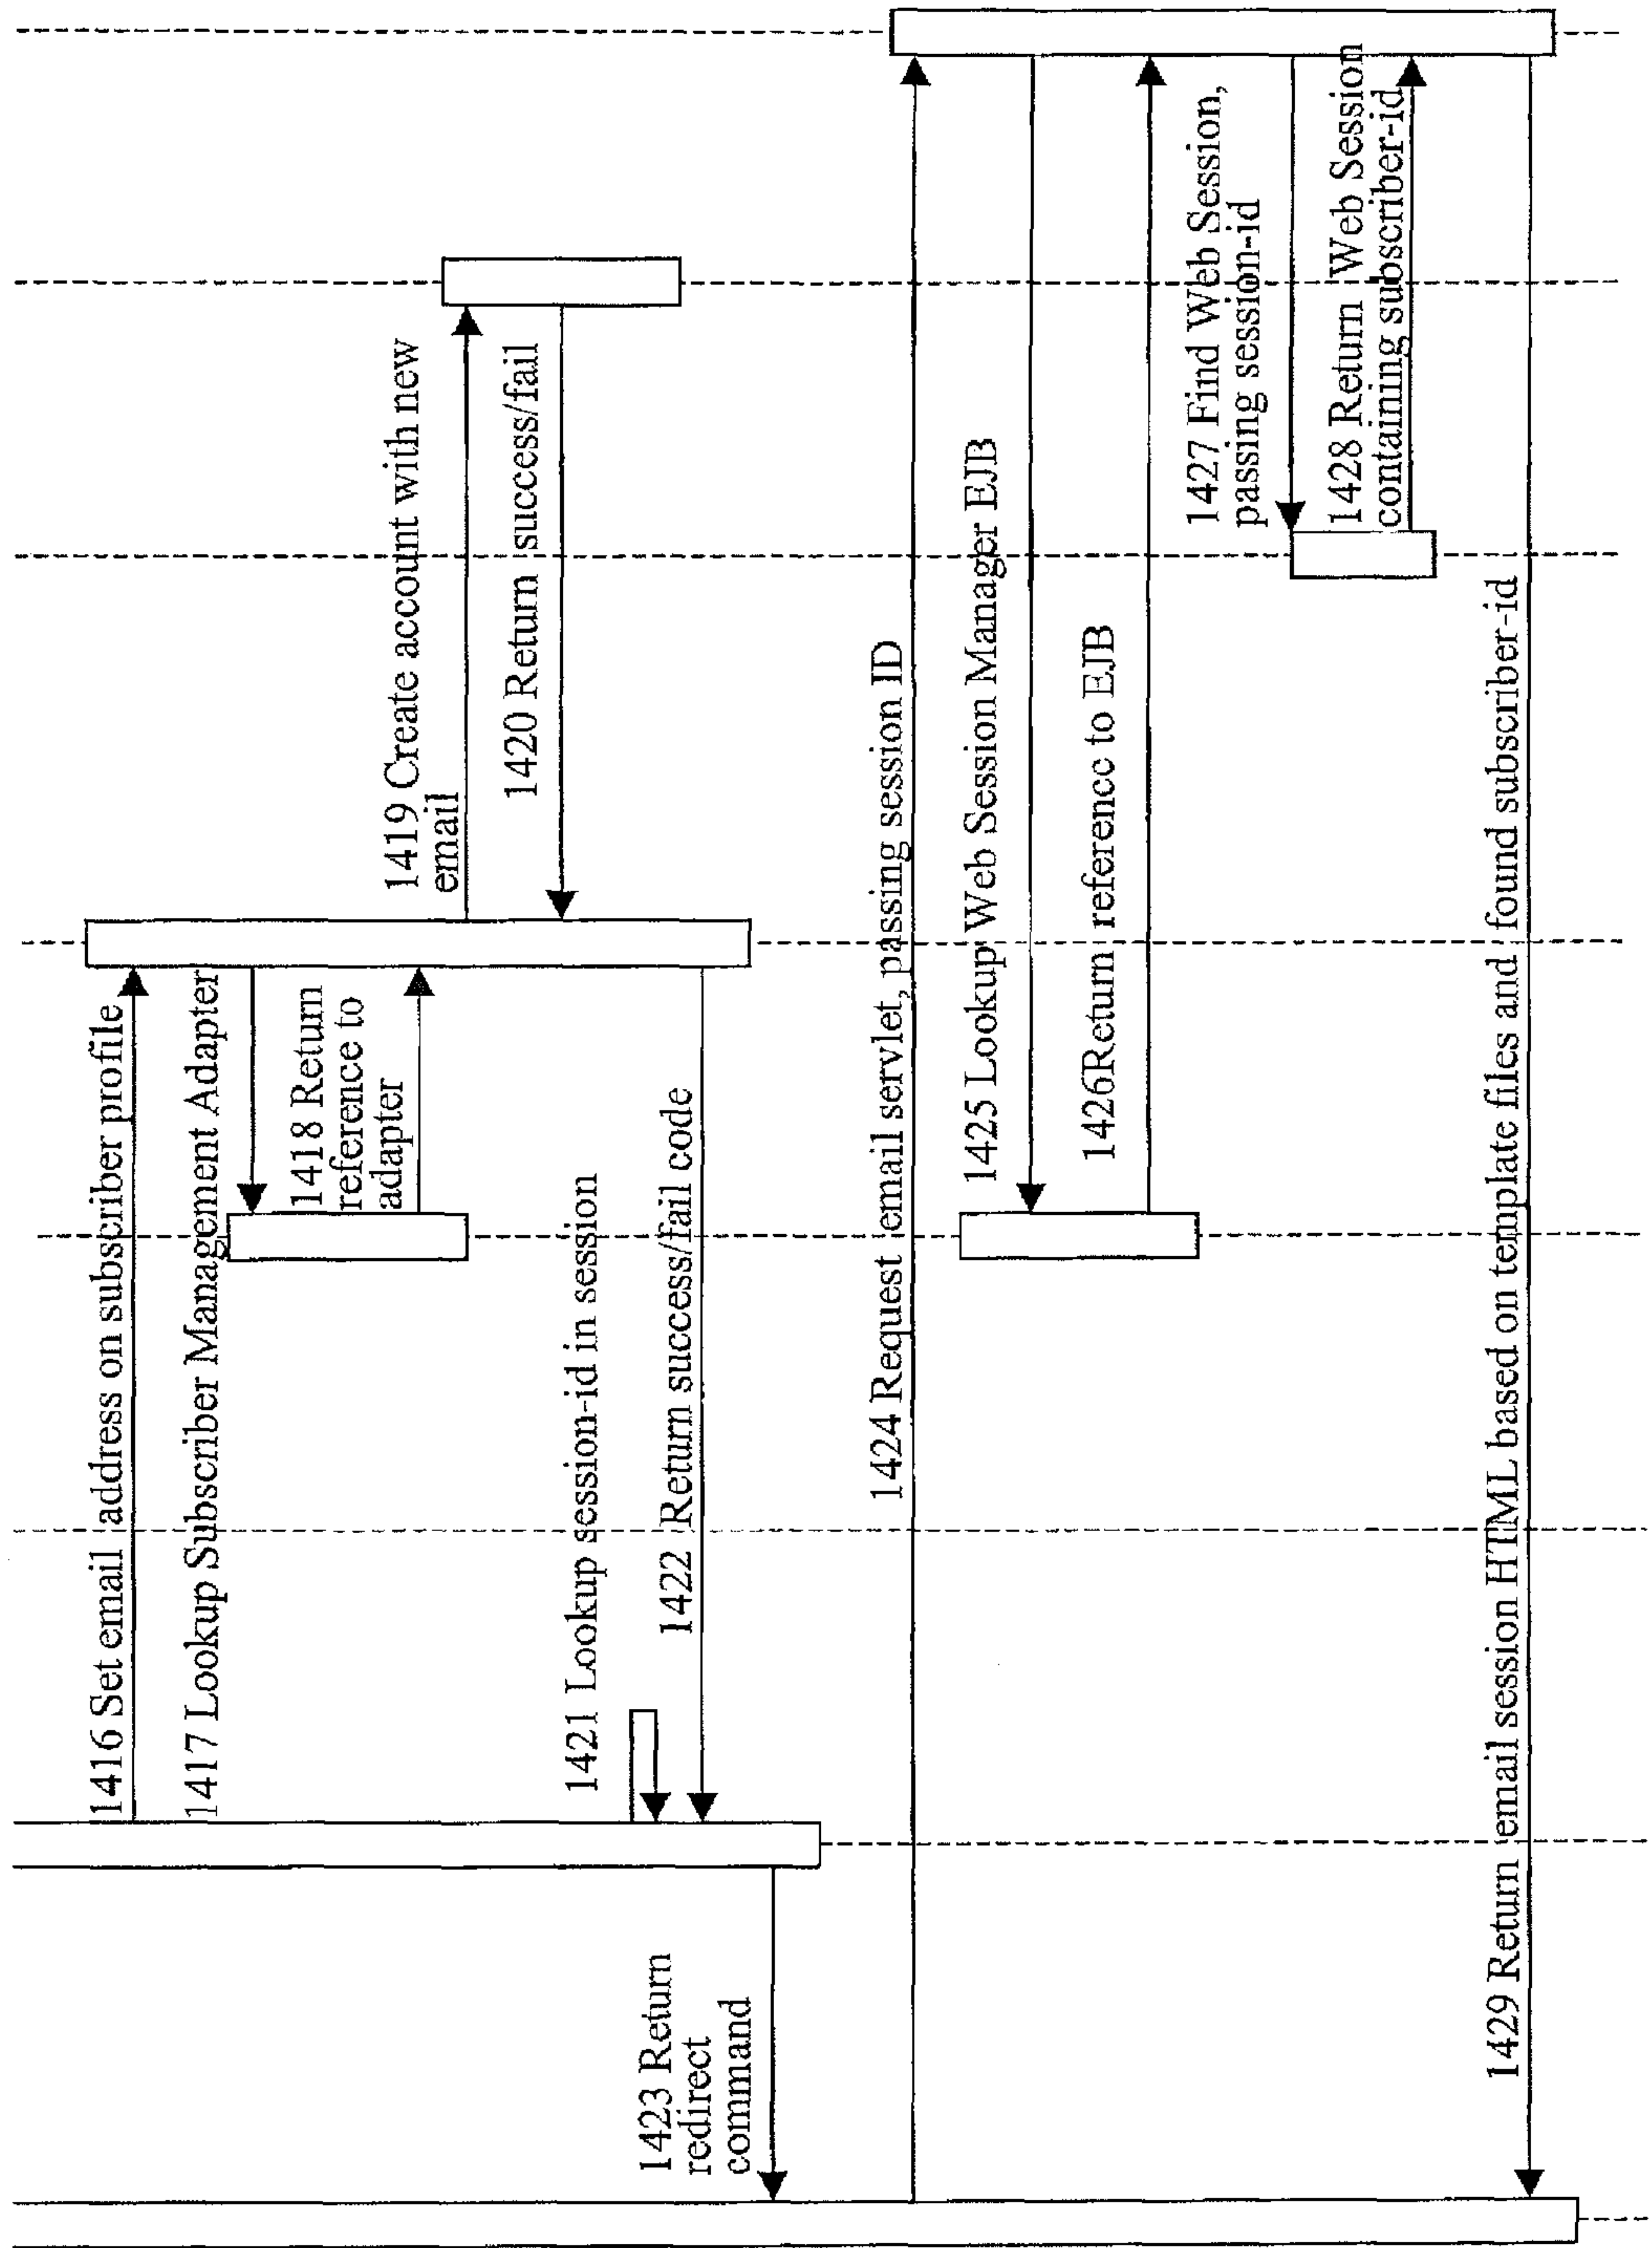 1416 Set email address on subscriber profile
1417 Lookup Subscriber Management Adapter
1418 Return
reference to
adapter
1419 Create account with new
email
1420 Return success/fail
1421 Lookup session-id in session
1422 Return success/fail code
1423 Return
redirect
command
1424 Request email servlet, passing session ID
1425 Lookup Web Session Manager EJB
1426Return reference to EJB
1427 Find Web Session,
passing session-id
1428 Return Web Session
containing subscriber-id
1429 Return email session HTML based on template files and found subscriber-id